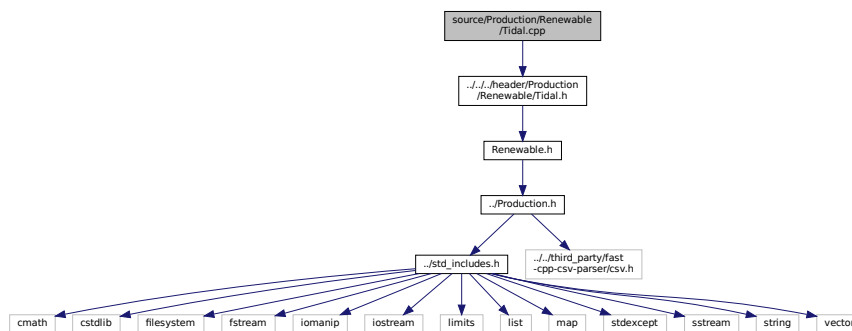 source/Production/Renewable
/Tidal.cpp
../../../header/Production
/Renewable/Tidal.h
Renewable.h
../Production.h
../std_includes.h
../../third_party/fast
-cpp-csv-parser/csv.h
cmath
cstdlib
filesystem
fstream
iomanip
iostream
limits
list
map
stdexcept
sstream
string
vector